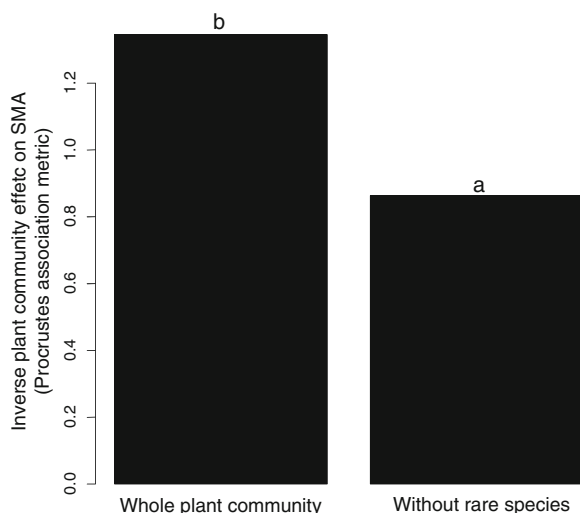 b
a
Inverse plant community effetc on SMA
(Procrustes association metric)
1.2
1.0
0.8
0.6
0.4
0.2
0.0
Whole plant community
Without rare species